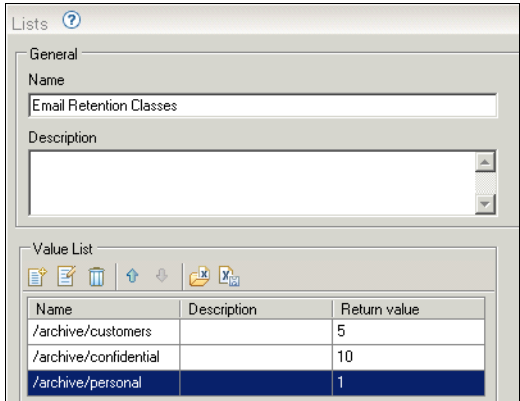 Lists ?
General
Name
Email Retention Classes
Description
Value List
Name Description Return value
/archive/customers 5
/archive/confidential 10
/archive/personal 1